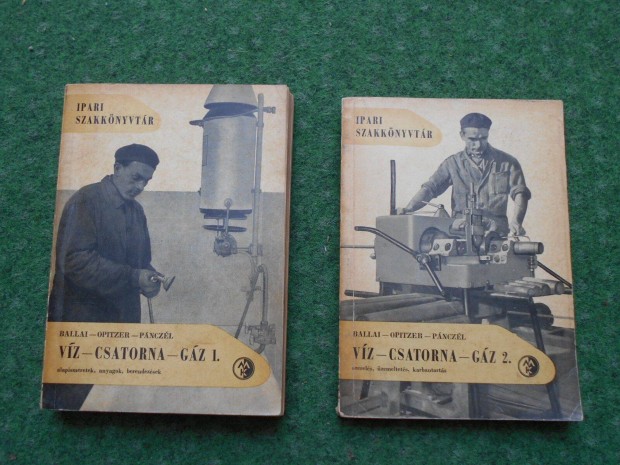 IPARI
SZAKKÖNYVTÁR
BALLAI—OPITZER—PÁNCZÉL
VÍZ—CSATORNA—GÁZ 1.
alapismeretek, anyagok, berendezések
IPARI
SZAKKÖNYVTÁR
BALLAI—OPITZER—PÁNCZÉL
VÍZ—CSATORNA—GÁZ 2.
szerelés, üzemeltetés, karbantartás